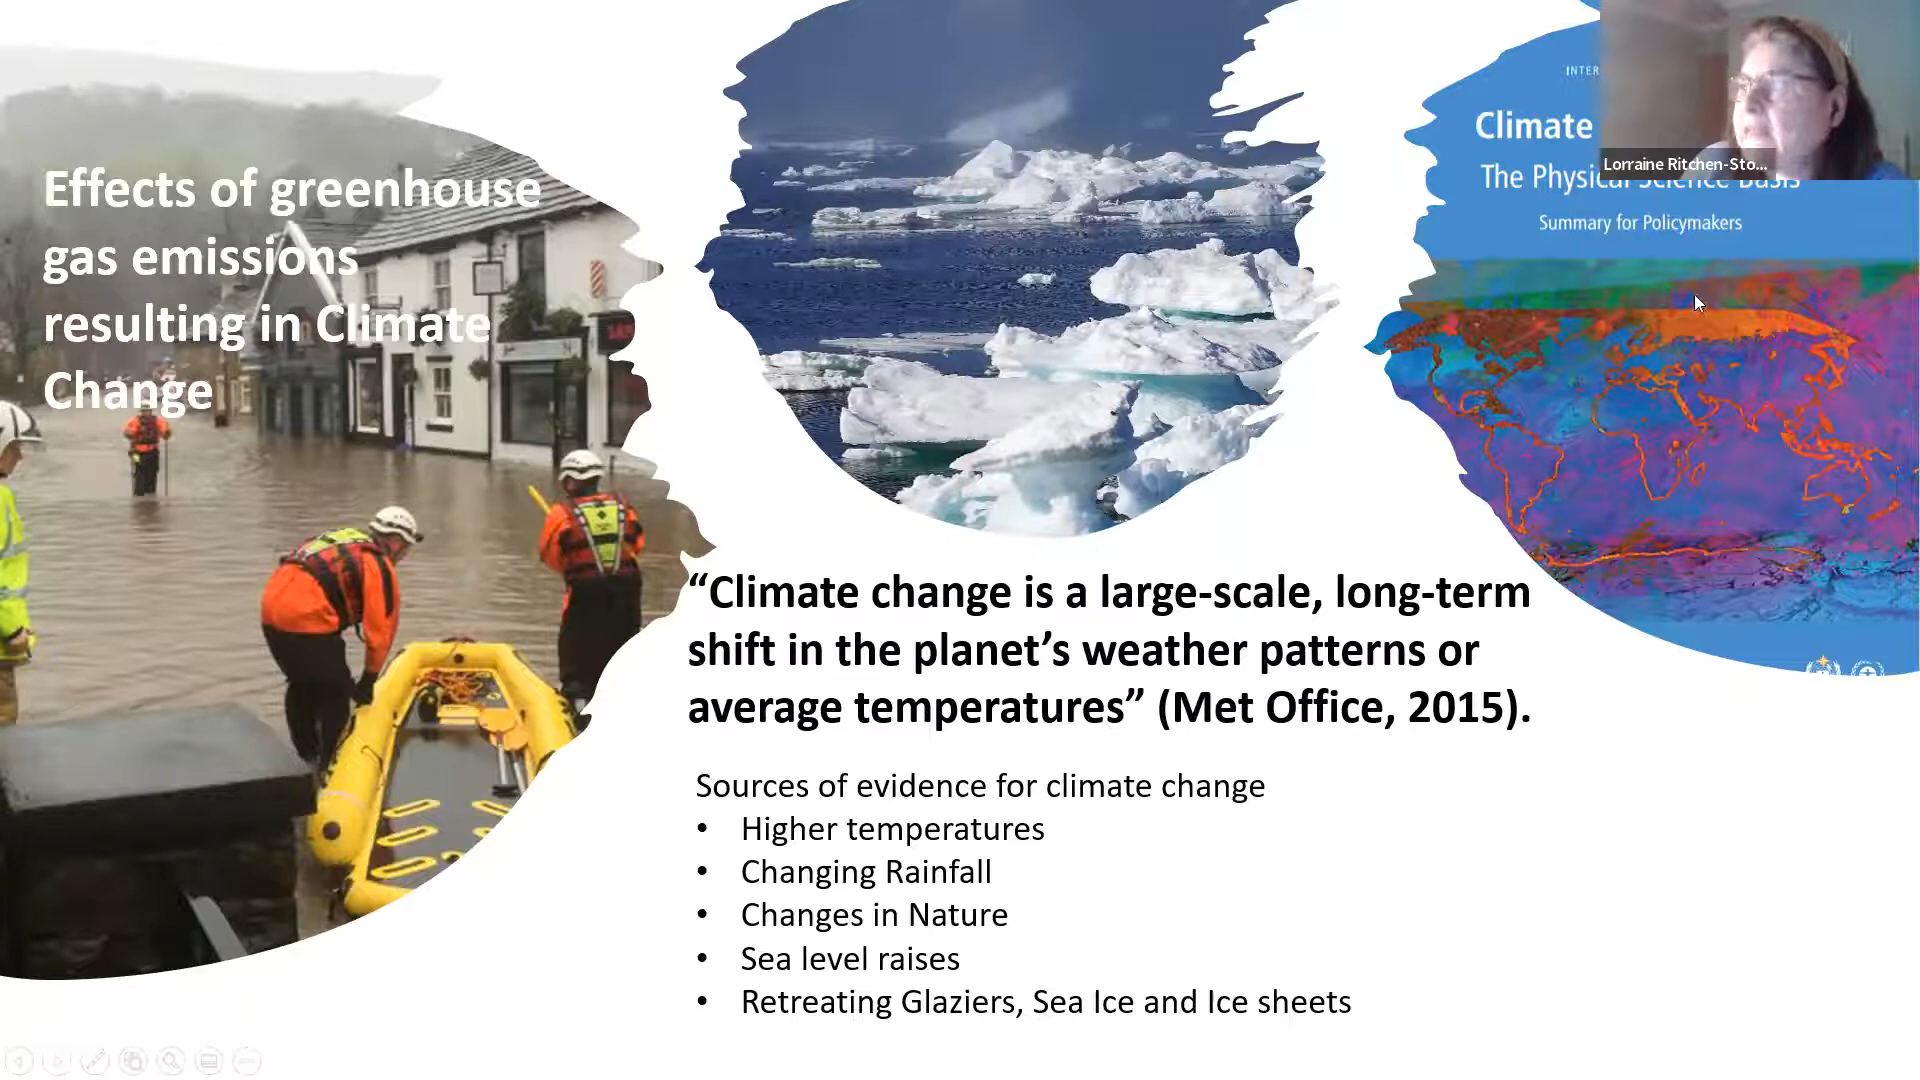 Effects of greenhouse
gas emissions
resulting in Climate
Change
INTER
Climate
The Physical Science Basis
Summary for Policymakers
Lorraine Ritchen-Sto...
“Climate change is a large-scale, long-term
shift in the planet’s weather patterns or
average temperatures” (Met Office, 2015).
Sources of evidence for climate change
• Higher temperatures
• Changing Rainfall
• Changes in Nature
• Sea level raises
• Retreating Glaziers, Sea Ice and Ice sheets